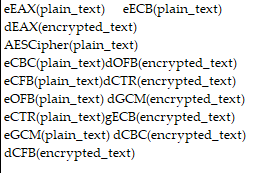 eEAX(plain_text) eECB(plain_text)
dEAX(encrypted_text)
AESCipher(plain_text)
eCBC(plain_text)dOFB(encrypted_text)
eCFB(plain_text)dCTR(encrypted_text)
eOFB(plain_text) dGCM(encrypted_text)
eCTR(plain_text)gECB(encrypted_text)
eGCM(plain_text) dCBC(encrypted_text)
dCFB(encrypted_text)